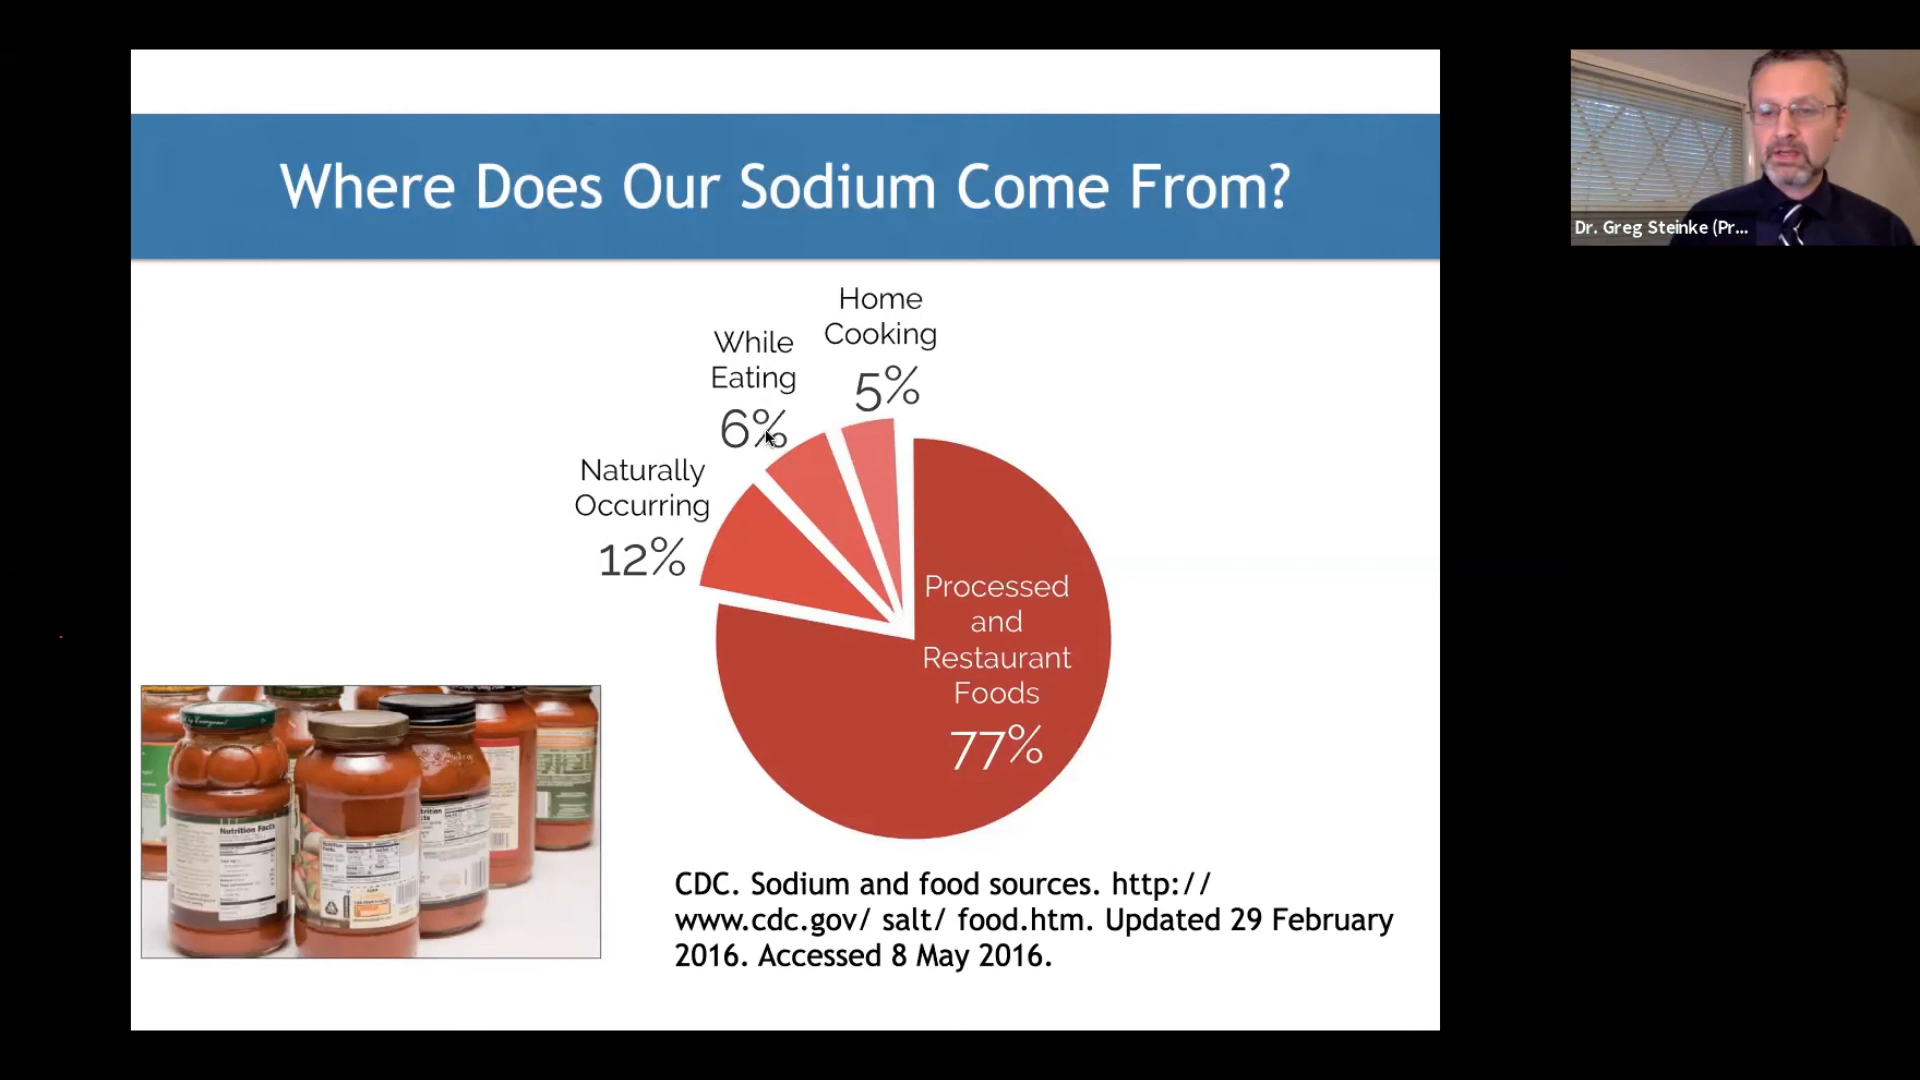 Where Does Our Sodium Come From?
Dr. Greg Steinke (Pr...
Home
Cooking
5%
While
Eating
6%
Naturally
Occurring
12%
Processed
and
Restaurant
Foods
77%
Nutrition Facts
CDC. Sodium and food sources. http://
www.cdc.gov/ salt/ food.htm. Updated 29 February
2016. Accessed 8 May 2016.